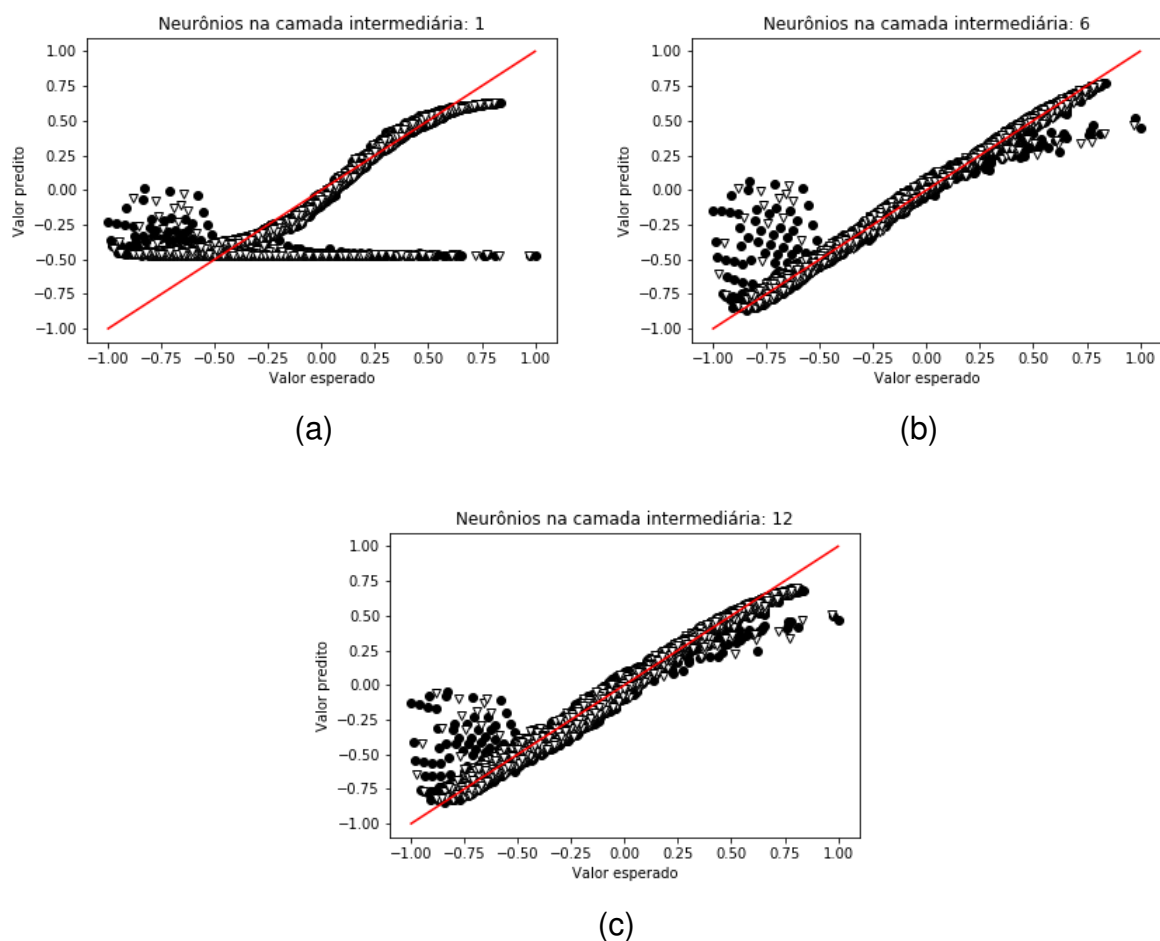 Neurônios na camada intermediária: 1
1.00
0.75
0.50
0.25
0.00
−0.25
−0.50
−0.75
−1.00
Valor predito
−1.00 −0.75 −0.50 −0.25 0.00 0.25 0.50 0.75 1.00
Valor esperado
(a)
Neurônios na camada intermediária: 6
1.00
0.75
0.50
0.25
0.00
−0.25
−0.50
−0.75
−1.00
Valor predito
−1.00 −0.75 −0.50 −0.25 0.00 0.25 0.50 0.75 1.00
Valor esperado
(b)
Neurônios na camada intermediária: 12
1.00
0.75
0.50
0.25
0.00
−0.25
−0.50
−0.75
−1.00
Valor predito
−1.00 −0.75 −0.50 −0.25 0.00 0.25 0.50 0.75 1.00
Valor esperado
(c)